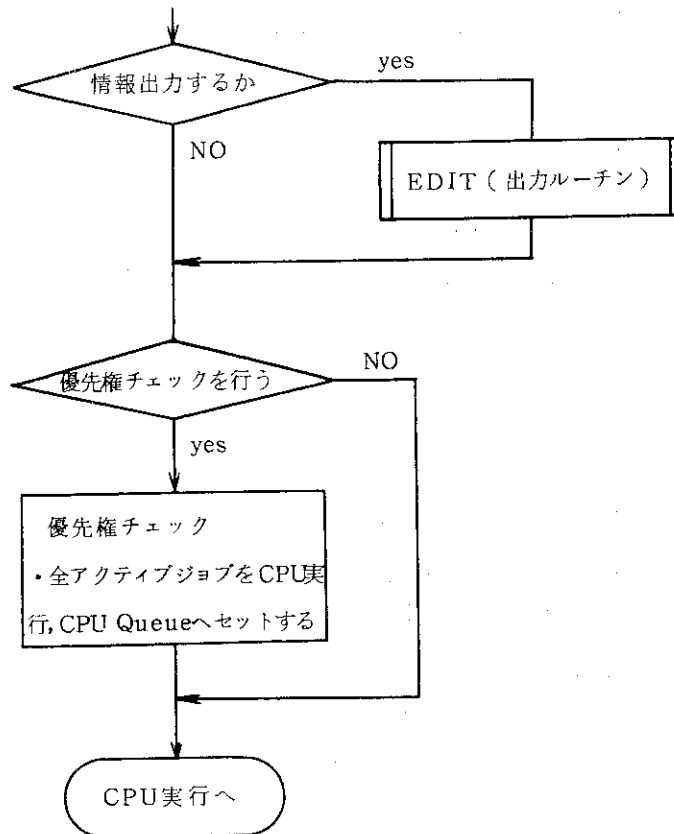 情報出力するか
yes
NO
EDIT(出力ルーチン)
優先権チェックを行う
NO
yes
優先権チェック
・全アクティブジョブをCPU実
行,CPU Queueへセットする
CPU実行へ